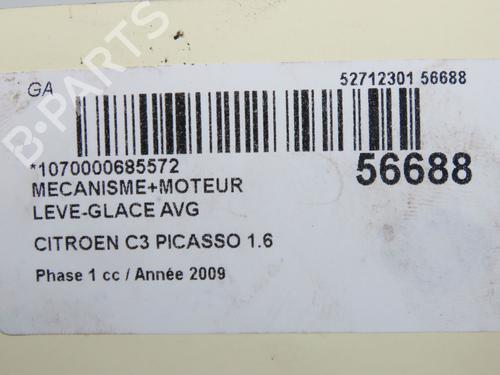 GA
52712301 56688
*1070000685572
56688
MECANISME+MOTEUR
LEVE-GLACE AVG
CITROEN C3 PICASSO 1.6
Phase 1 cc / Année 2009
B-PARTS